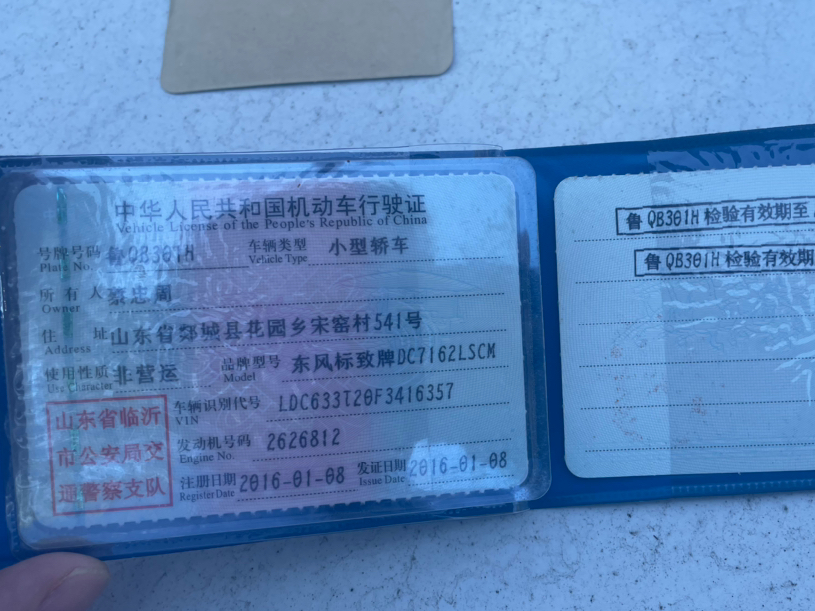 中华人民共和国机动车行驶证
Vehicle License of the People's Republic of China
号牌号码 鲁QB301H 车辆类型 小型轿车
Plate No. Vehicle Type
所有人 蔡忠周
Owner
住址 山东省郯城县花园乡宋窑村541号
Address
使用性质 非营运 品牌型号 东风标致牌DC7162LSCM
Use Character Model
山东省临沂
市公安局交
通警察支队
车辆识别代号 LDC633T20F3416357
VIN
发动机号码 2626812
Engine No.
注册日期 2016-01-08 发证日期 2016-01-08
Register Date Issue Date
鲁QB301H检验有效期至
鲁QB301H检验有效期